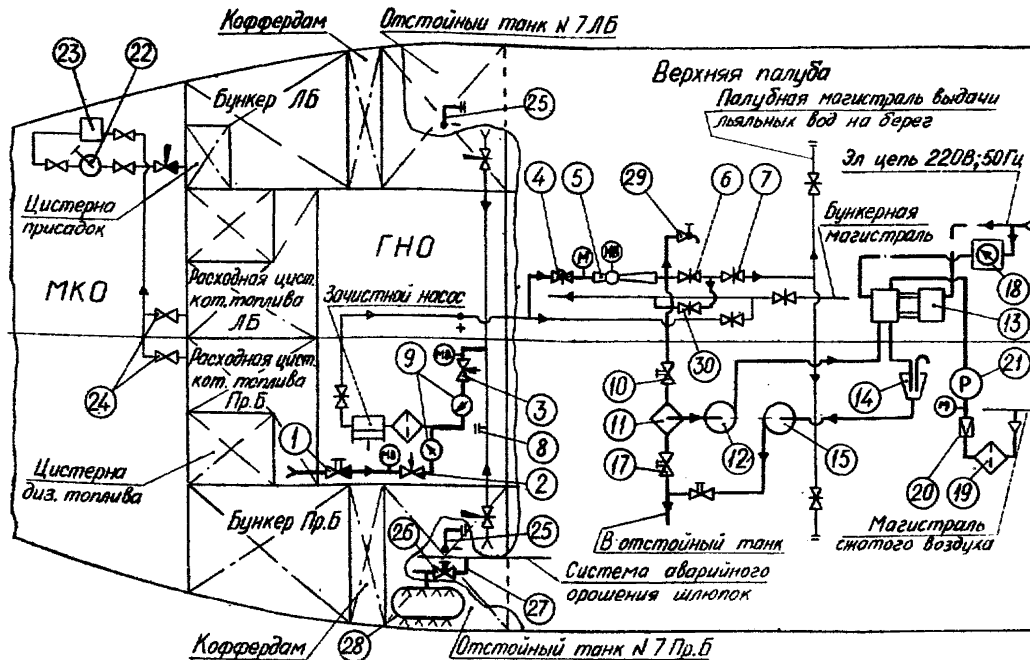 Коффердам
Отстойный танк N 7 ЛБ
23
22
Бункер ЛБ
25
Верхняя палуба
Палубная магистраль выдачи
льяльных вод на берег
Эл цепь 220В; 50Гц
4
5
29
6
7
М
МВ
Бункерная
магистраль
Цистерна
присадок
ГНО
МКО
Расходная цист.
кот. топлива
ЛБ
Зачистной насос
18
13
30
Расходная цист.
кот. топлива
Пр.Б
24
9
МВ
3
10
14
Р
21
М
1
8
11
12
15
МВ
2
17
20
19
Цистерна
диз. топлива
Бункер Пр.Б
26
25
В отстойный танк
Магистраль
сжатого воздуха
Система аварийного
орошения шлюпок
27
28
Коффердам
Отстойный танк N 7 Пр.Б